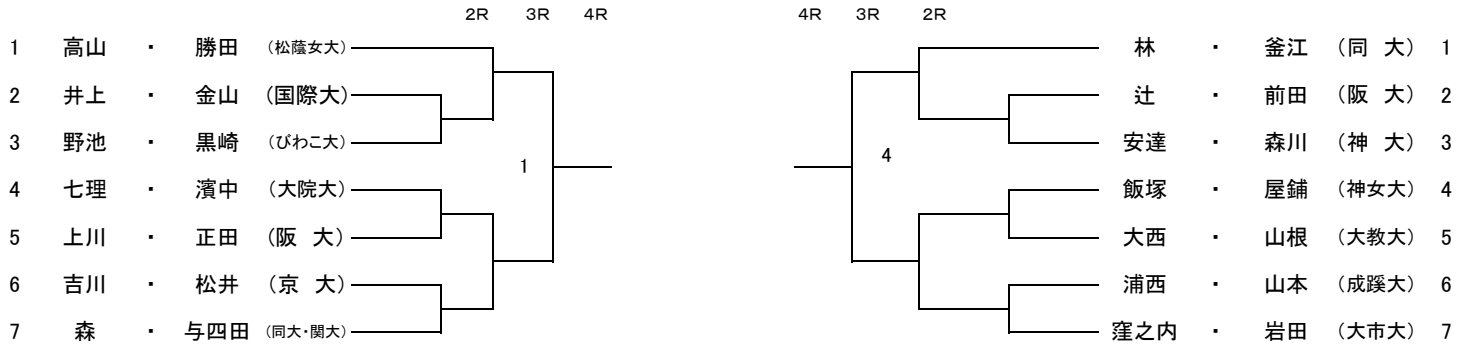 2R 3R 4R 4R 3R 2R
1 高山 ・ 勝田 (松蔭女大) 林 ・ 釜江 (同 大) 1
2 井上 ・ 金山 (国際大) 辻 ・ 前田 (阪 大) 2
3 野池 ・ 黒崎 (びわこ大) 安達 ・ 森川 (神 大) 3
1 4
4 七理 ・ 濱中 (大院大) 飯塚 ・ 屋鋪 (神女大) 4
5 上川 ・ 正田 (阪 大) 大西 ・ 山根 (大教大) 5
6 吉川 ・ 松井 (京 大) 浦西 ・ 山本 (成蹊大) 6
7 森 ・ 与四田 (同大・関大) 窪之内 ・ 岩田 (大市大) 7